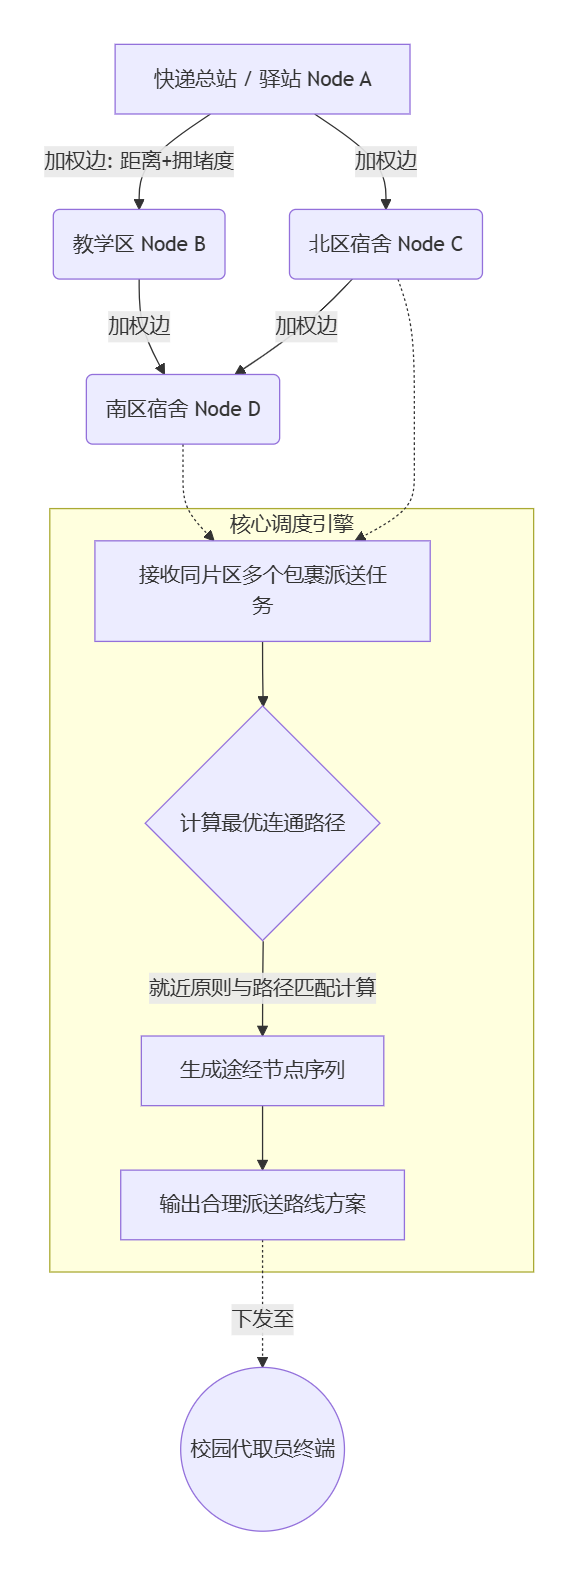 快递总站 / 驿站 Node A
加权边: 距离+拥堵度
加权边
教学区 Node B
北区宿舍 Node C
加权边
加权边
南区宿舍 Node D
核心调度引擎
接收同片区多个包裹派送任
务
计算最优连通路径
就近原则与路径匹配计算
生成途经节点序列
输出合理派送路线方案
下发至
校园代取员终端